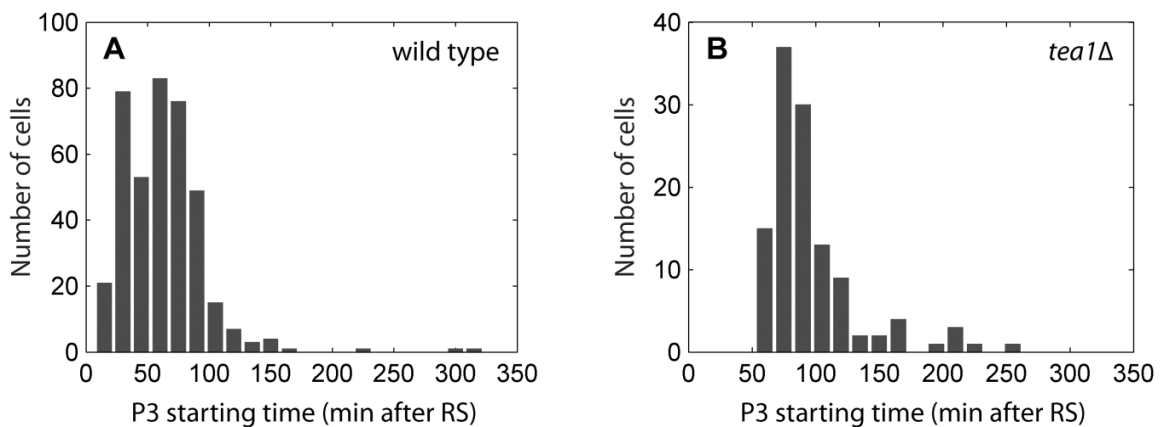 A
wild type
Number of cells
100
80
60
40
20
0
0 50 100 150 200 250 300 350
P3 starting time (min after RS)
B
tea1Δ
Number of cells
40
30
20
10
0
0 50 100 150 200 250 300 350
P3 starting time (min after RS)